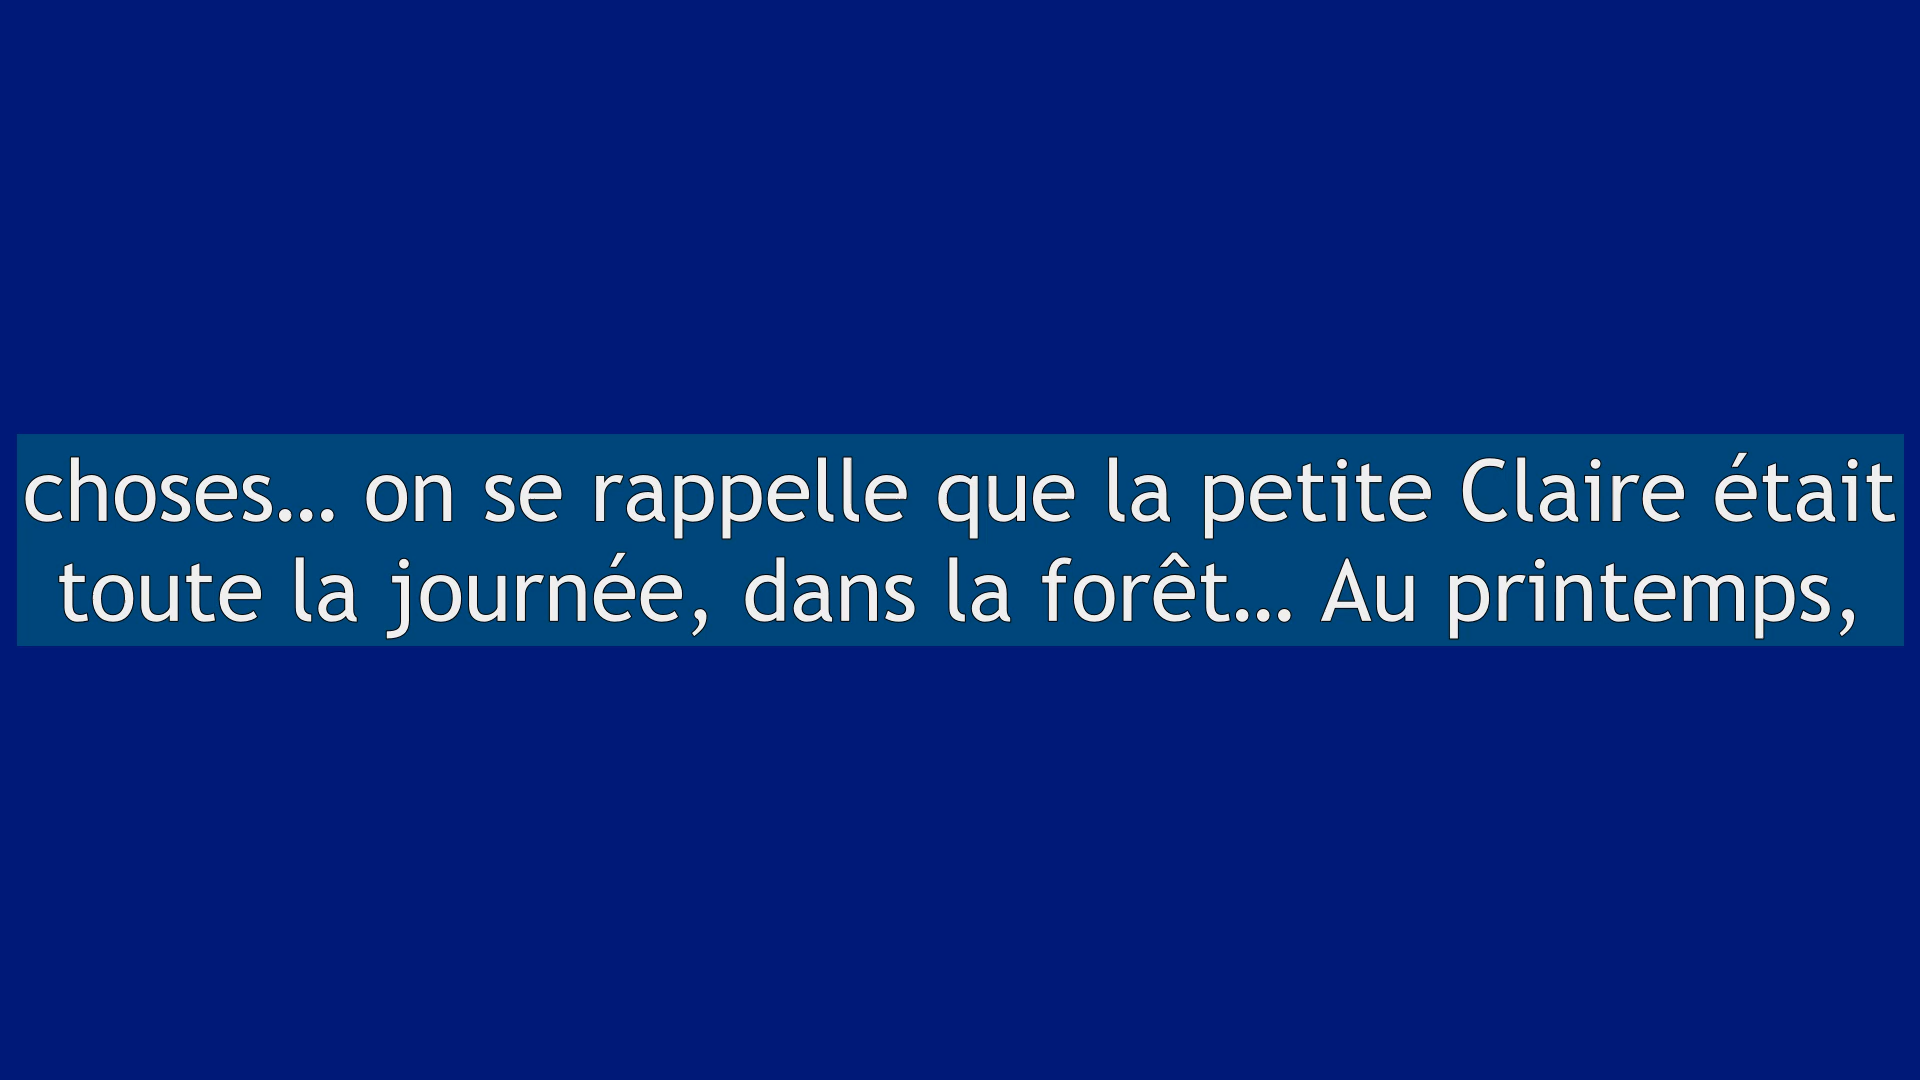 choses… on se rappelle que la petite Claire était
toute la journée, dans la forêt… Au printemps,